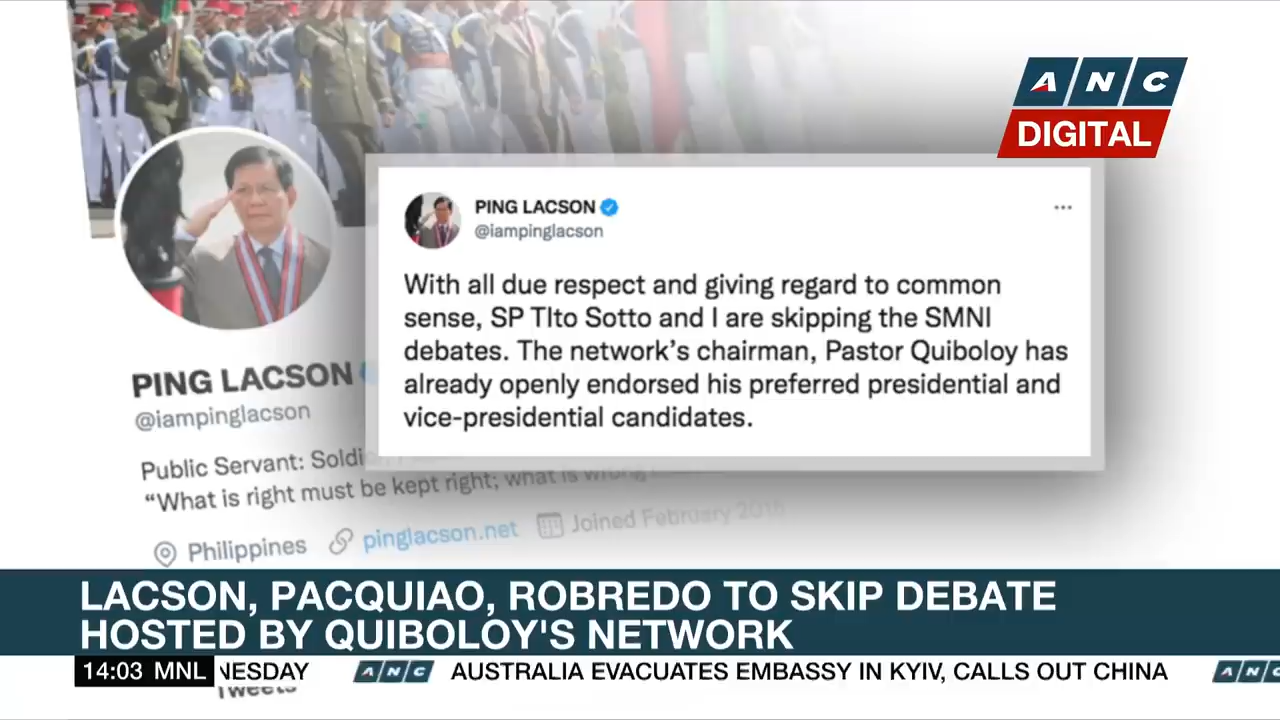 ANC
DIGITAL
PING LACSON
@iampinglacson
With all due respect and giving regard to common
sense, SP TIto Sotto and I are skipping the SMNI
debates. The network's chairman, Pastor Quiboloy has
already openly endorsed his preferred presidential and
vice-presidential candidates.
PING LACSON
@iampinglacson
Public Servant: Soldier,
“What is right must be kept right; what is wrong
Philippines pinglacson.net Joined February 2016
LACSON, PACQUIAO, ROBREDO TO SKIP DEBATE
HOSTED BY QUIBOLOY'S NETWORK
14:03 MNL NESDAY ANC AUSTRALIA EVACUATES EMBASSY IN KYIV, CALLS OUT CHINA ANC
Tweets